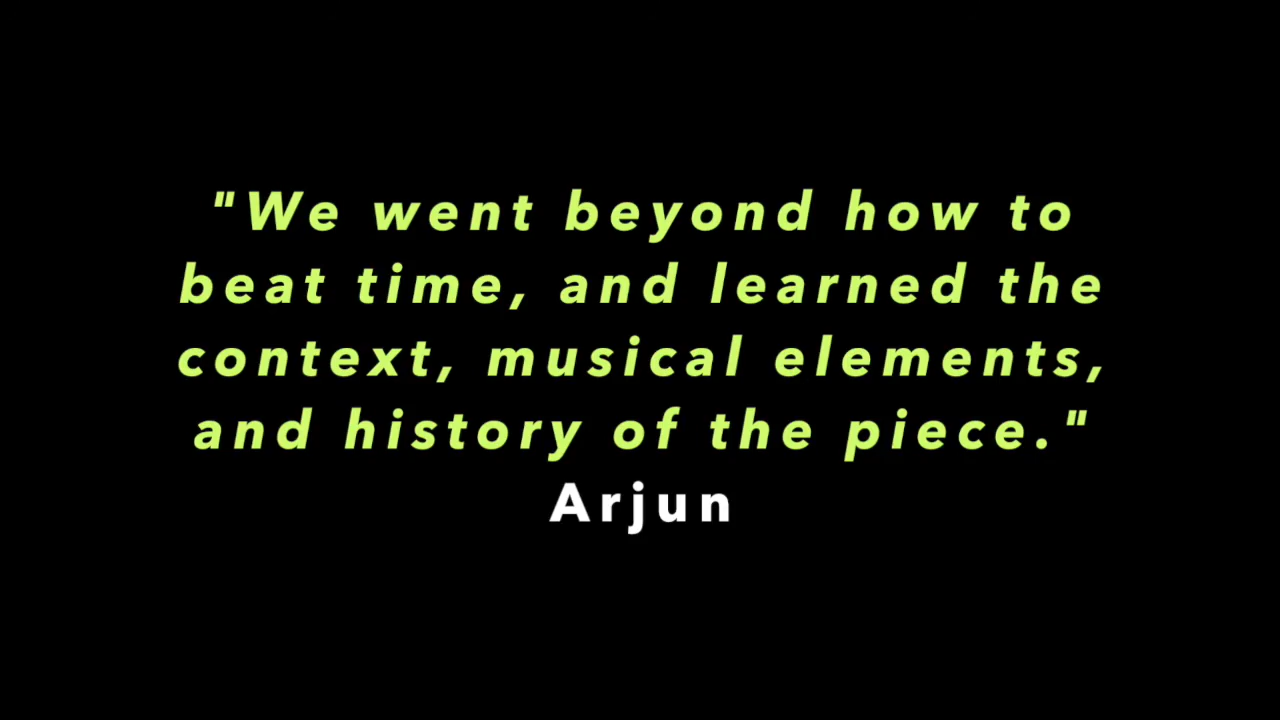 "We went beyond how to
beat time, and learned the
context, musical elements,
and history of the piece."
Arjun